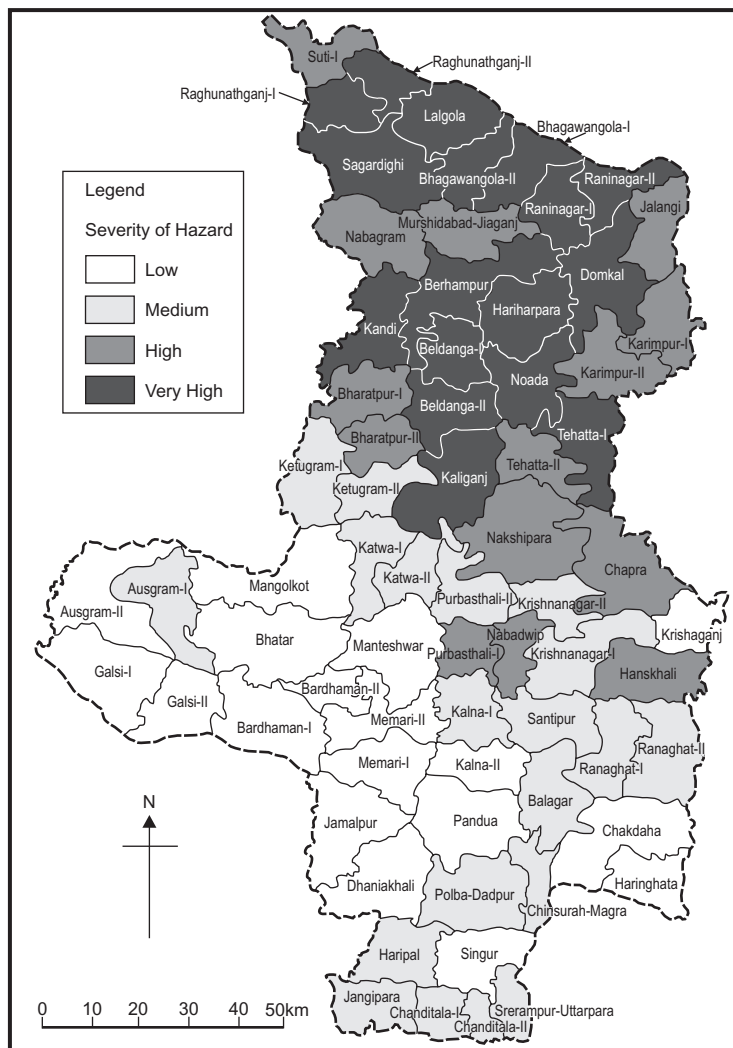 Suti-I
Raghunathganj-II
Raghunathganj-I
Lalgola
Bhagawangola-I
Sagardighi
Bhagawangola-II
Raninagar-II
Raninagar-I
Jalangi
Murshidabad-Jiaganj
Nabagram
Domkal
Berhampur
Hariharpara
Kandi
Karimpur-I
Beldanga-I
Karimpur-II
Noada
Bharatpur-I
Beldanga-II
Tehatta-I
Bharatpur-II
Ketugram-I
Tehatta-II
Kaliganj
Ketugram-II
Nakshipara
Katwa-I
Chapra
Katwa-II
Mangolkot
Ausgram-I
Purbasthali-II
Krishnanagar-II
Ausgram-II
Krishaganj
Bhatar
Manteshwar
Nabadwip
Purbasthali-I
Krishnanagar-I
Hanskhali
Galsi-I
Bardhaman-II
Galsi-II
Kalna-I
Memari-II
Santipur
Bardhaman-I
Ranaghat-II
Memari-I
Kalna-II
Ranaghat-I
Balagar
Jamalpur
Pandua
Chakdaha
Dhaniakhali
Haringhata
Polba-Dadpur
Chinsurah-Magra
Haripal
Singur
Jangipara
Chanditala-I
Srerampur-Uttarpara
Chanditala-II
Legend
Severity of Hazard
Low
Medium
High
Very High
N
0 10 20 30 40 50km